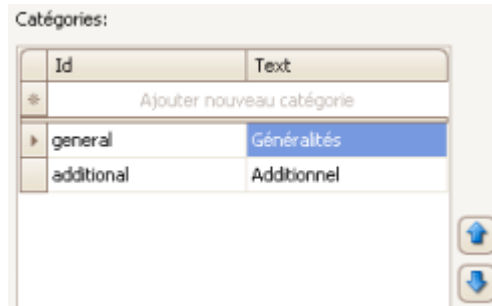 Catégories:
Id Text
Ajouter nouveau catégorie
general Généralités
additional Additionnel